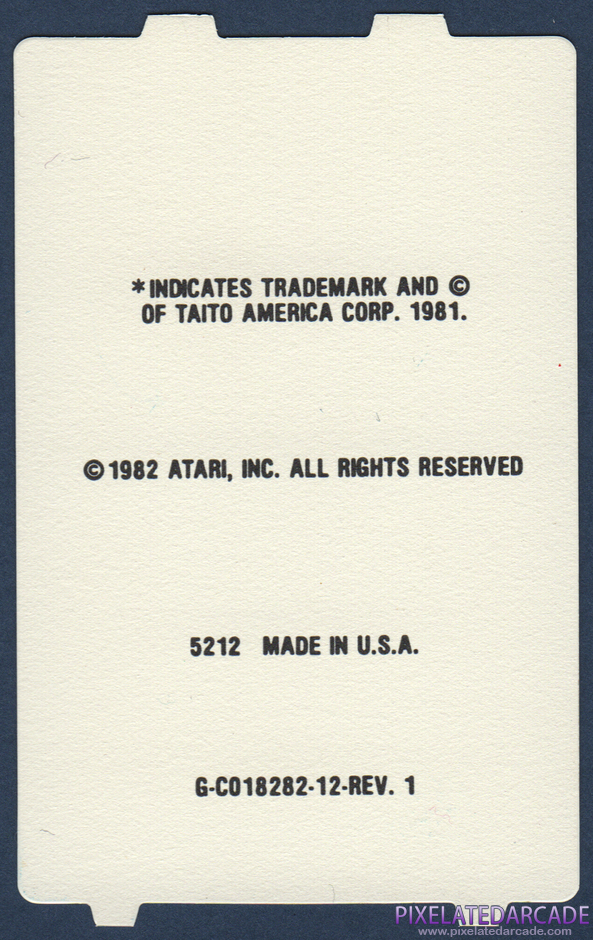 *INDICATES TRADEMARK AND ©
OF TAITO AMERICA CORP. 1981.
©1982 ATARI, INC. ALL RIGHTS RESERVED
5212 MADE IN U.S.A.
G-C018282-12-REV. 1
PIXELATEDARCADE
www.pixelatedarcade.com